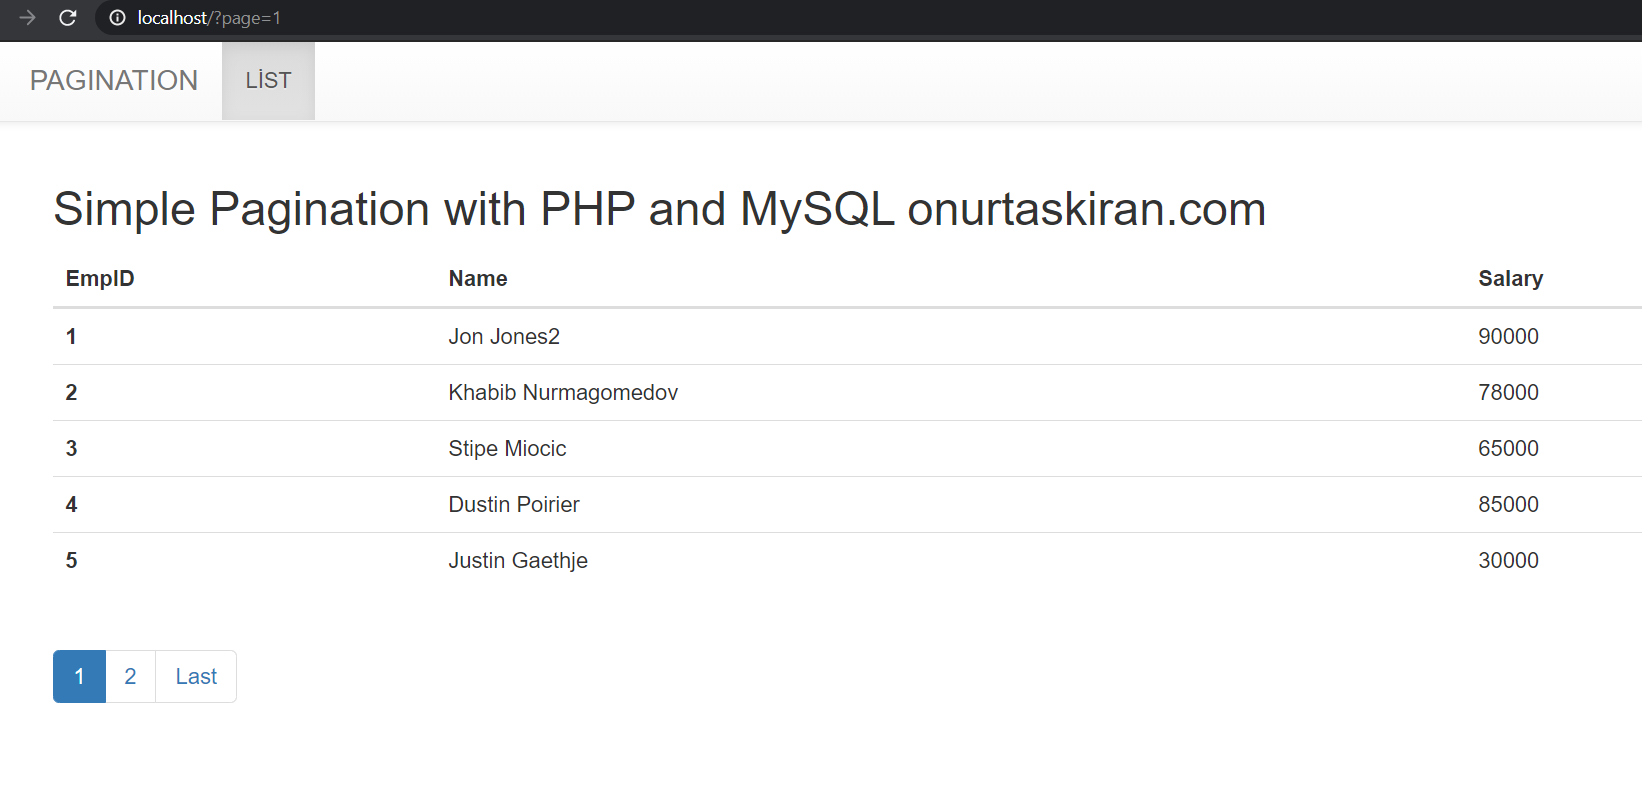 localhost/?page=1
PAGINATION LİST
Simple Pagination with PHP and MySQL onurtaskiran.com
EmpID Name Salary
1 Jon Jones2 90000
2 Khabib Nurmagomedov 78000
3 Stipe Miocic 65000
4 Dustin Poirier 85000
5 Justin Gaethje 30000
1 2 Last